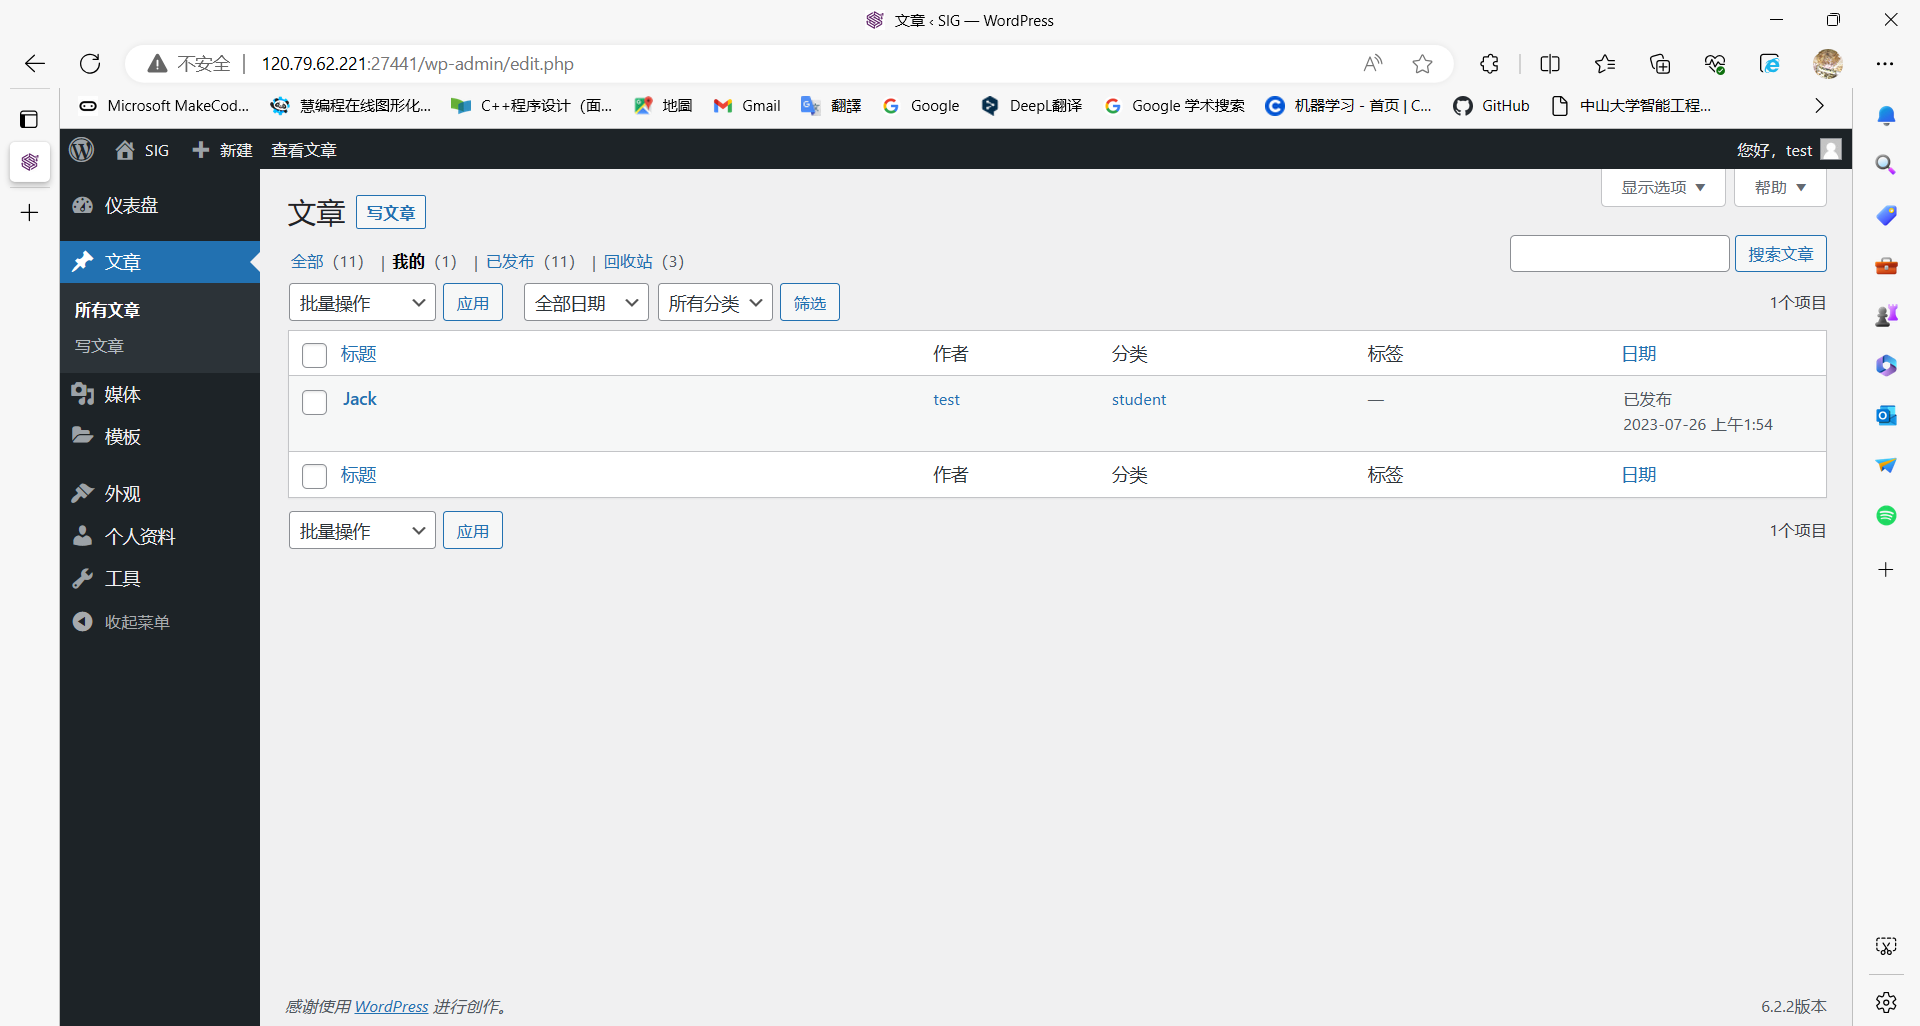 文章 ‹ SIG — WordPress
不安全 120.79.62.221:27441/wp-admin/edit.php
Microsoft MakeCod... 慧编程在线图形化... C++程序设计（面... 地圖 Gmail 翻譯 Google DeepL翻译 Google 学术搜索 机器学习 - 首页 | C... GitHub 中山大学智能工程...
SIG 新建 查看文章 您好，test
显示选项 帮助
仪表盘
文章
所有文章
写文章
媒体
模板
外观
个人资料
工具
收起菜单
文章 写文章
全部（11） | 我的（1） | 已发布（11） | 回收站（3）
搜索文章
批量操作 应用 全部日期 所有分类 筛选 1个项目
标题 作者 分类 标签 日期
Jack test student — 已发布
2023-07-26 上午1:54
标题 作者 分类 标签 日期
批量操作 应用 1个项目
感谢使用 WordPress 进行创作。 6.2.2版本